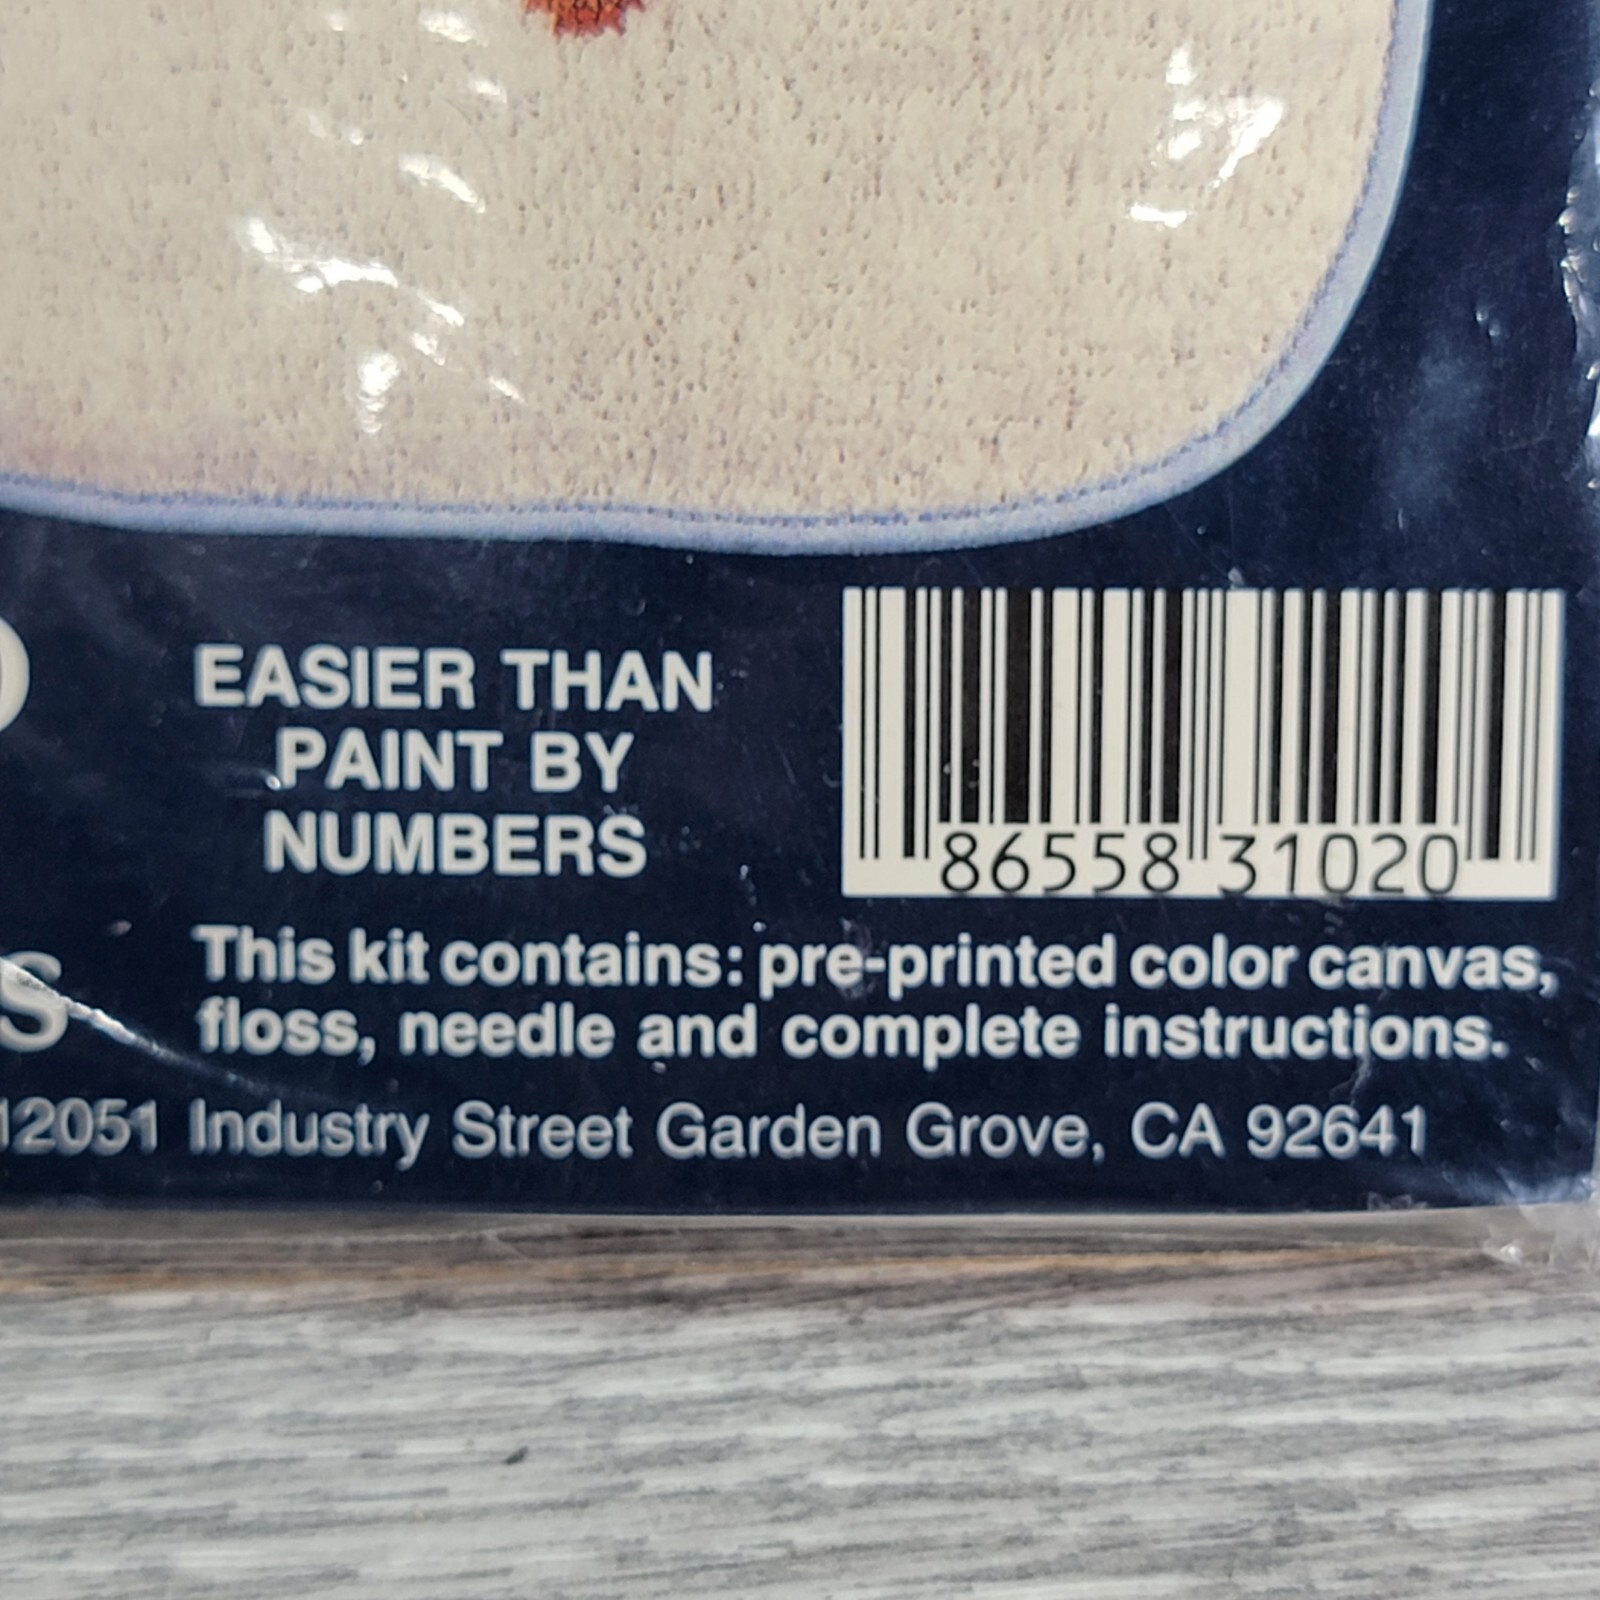 EASIER THAN
PAINT BY
NUMBERS
86558 31020
This kit contains: pre-printed color canvas,
floss, needle and complete instructions.
12051 Industry Street Garden Grove, CA 92641